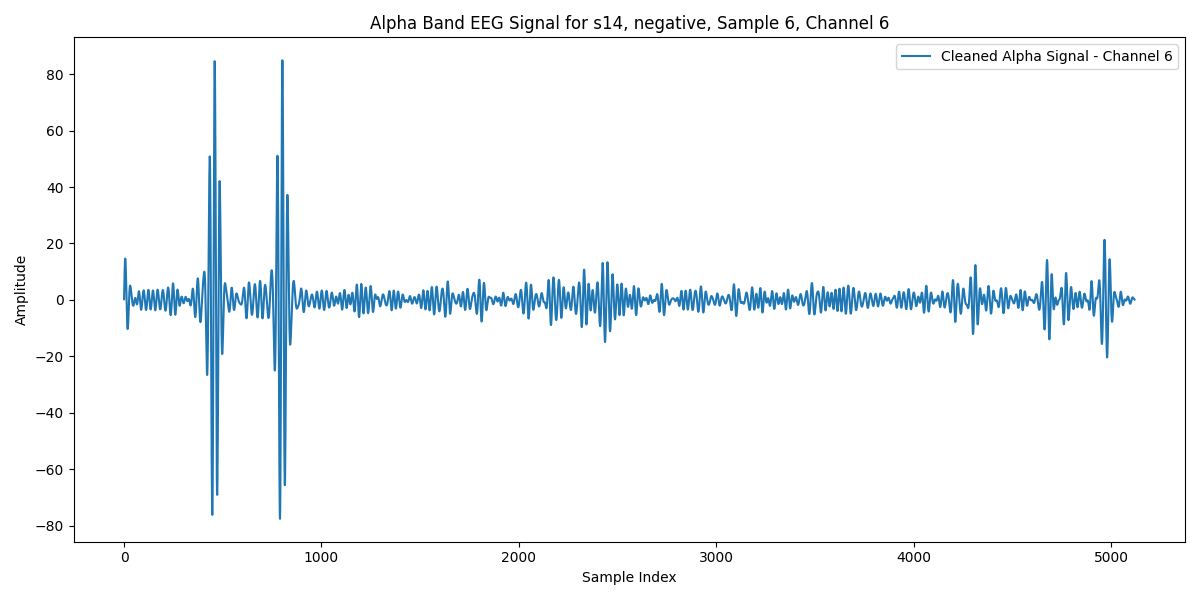 Alpha Band EEG Signal for s14, negative, Sample 6, Channel 6
Cleaned Alpha Signal - Channel 6
80
60
40
20
0
−20
−40
−60
−80
Amplitude
0 1000 2000 3000 4000 5000
Sample Index